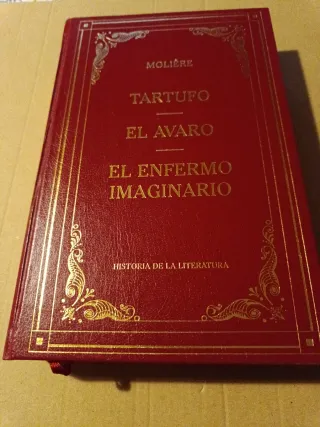 MOLIÈRE
TARTUFO
EL AVARO
EL ENFERMO
IMAGINARIO
HISTORIA DE LA LITERATURA